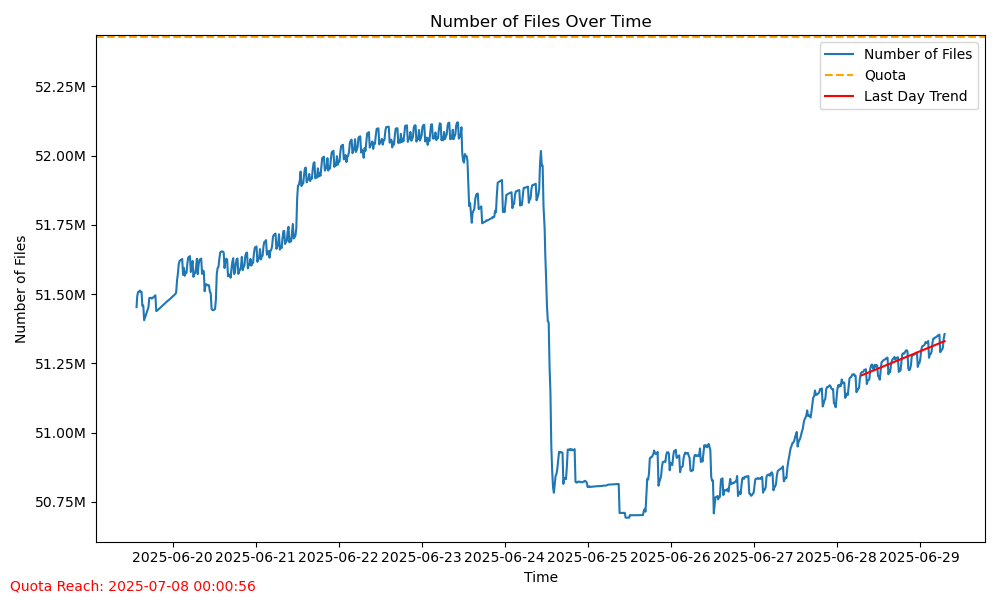 Number of Files Over Time
Number of Files
Quota
Last Day Trend
52.25M
52.00M
51.75M
51.50M
51.25M
51.00M
50.75M
Number of Files
2025-06-20 2025-06-21 2025-06-22 2025-06-23 2025-06-24 2025-06-25 2025-06-26 2025-06-27 2025-06-28 2025-06-29
Time
Quota Reach: 2025-07-08 00:00:56